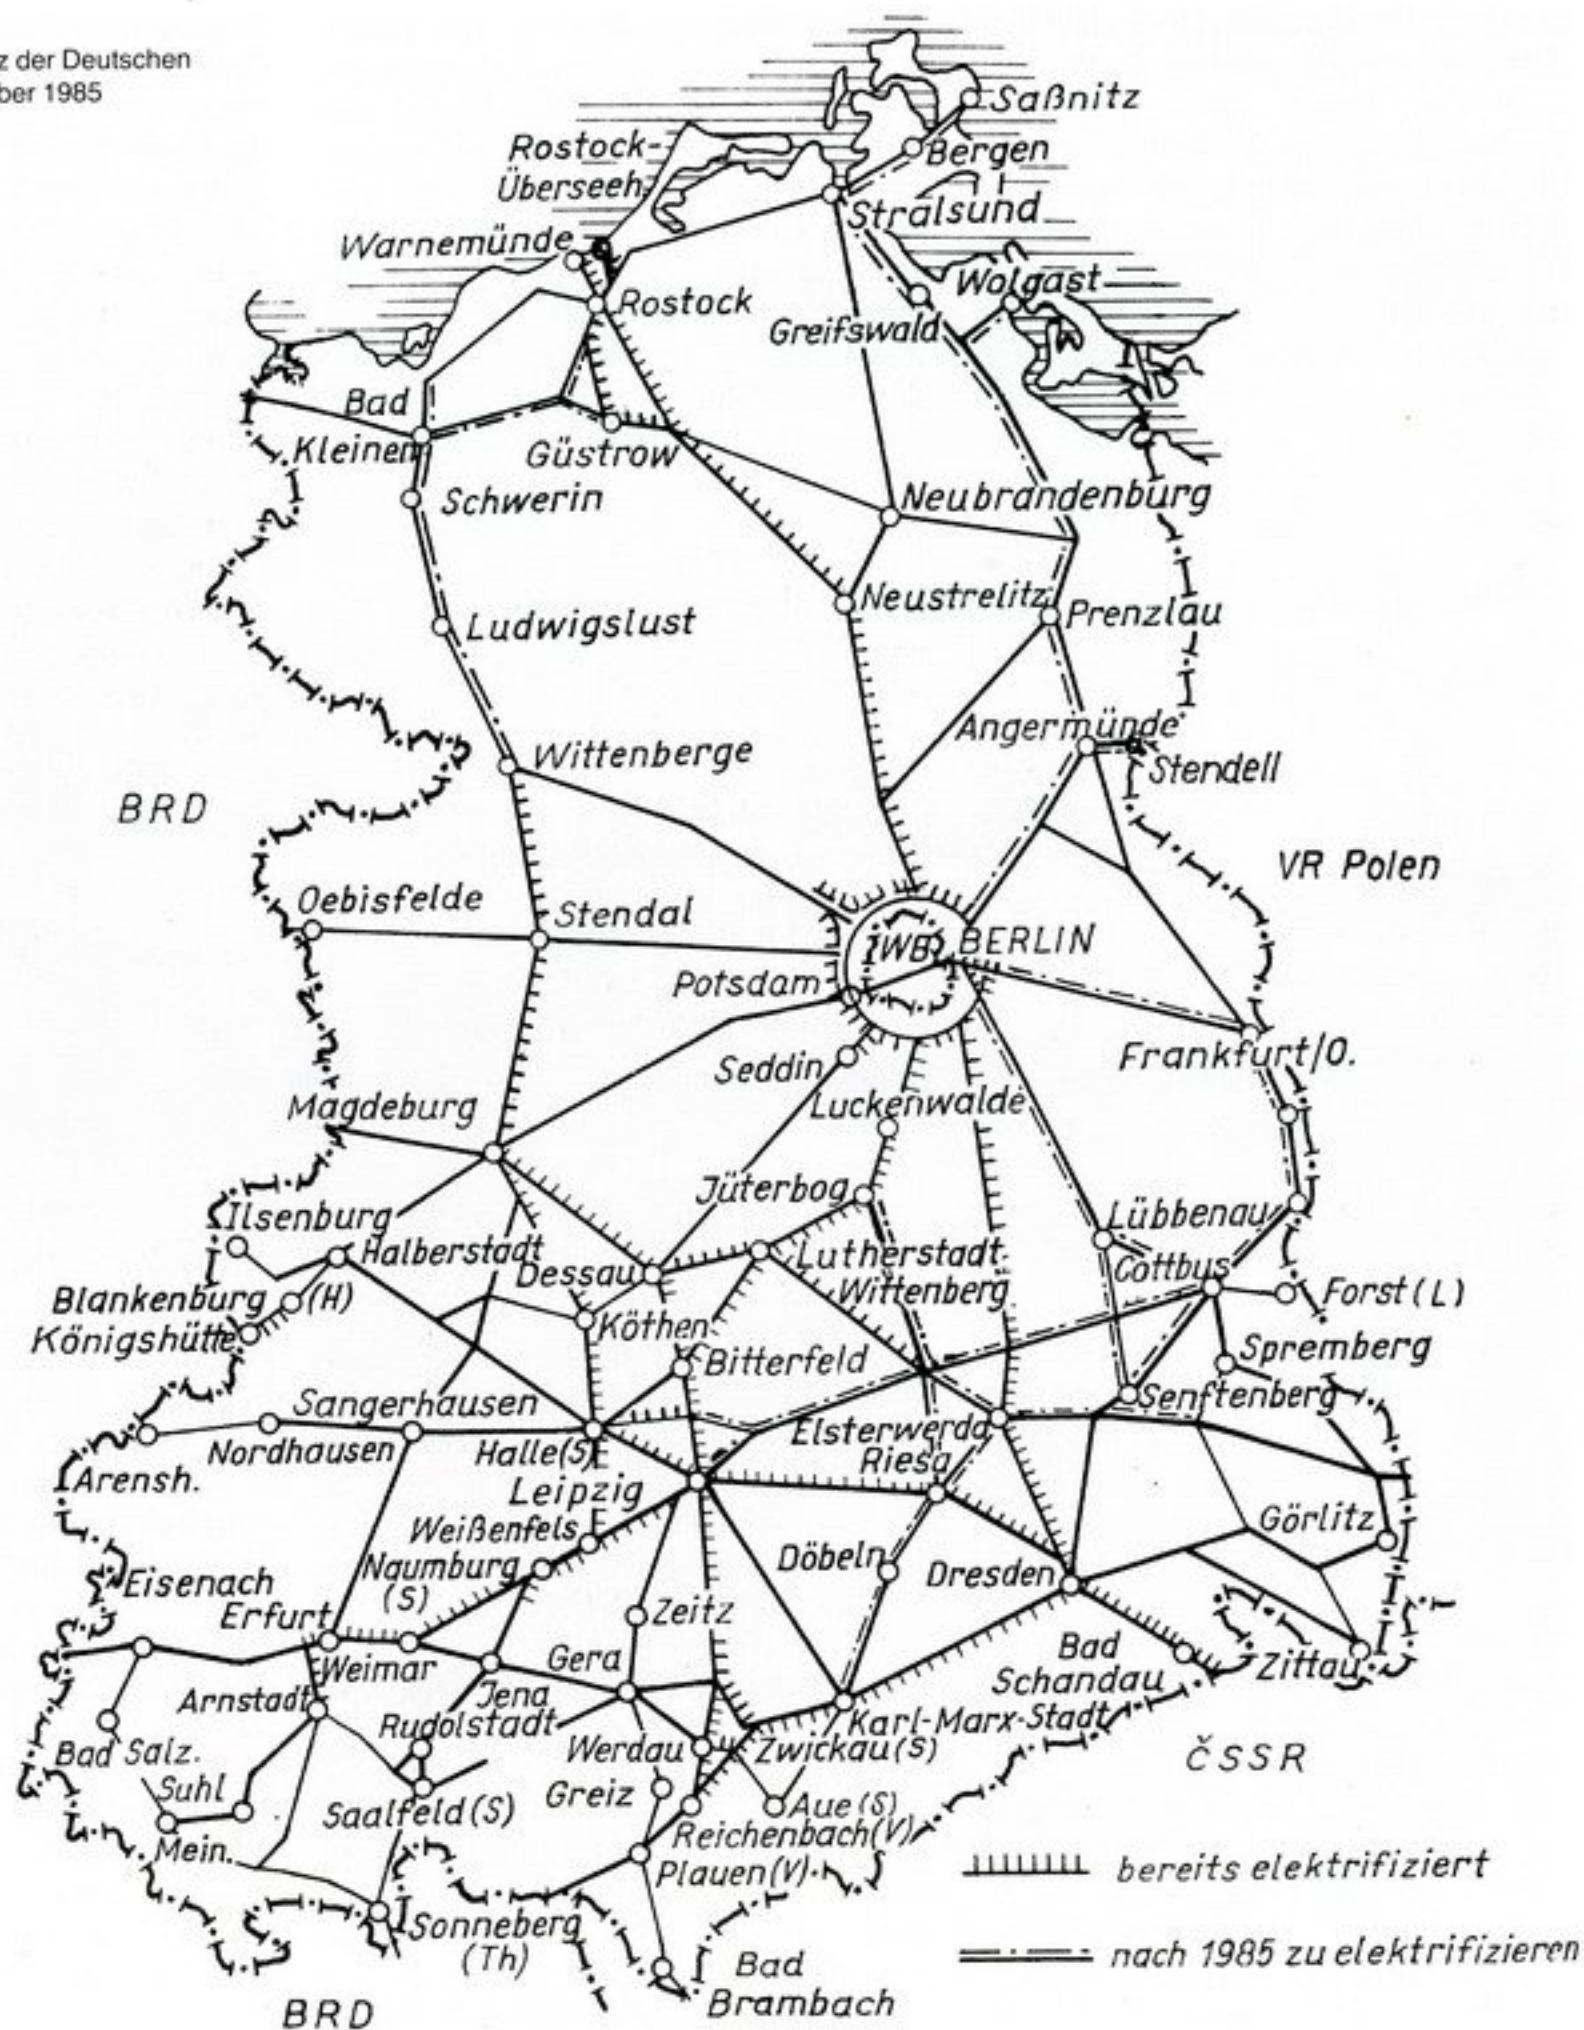 z der Deutschen
ber 1985
Saßnitz
Bergen
Rostock-
Überseeh.
Stralsund
Warnemünde
Wolgast
Rostock
Greifswald
Bad
Kleinen
Güstrow
Schwerin
Neubrandenburg
Neustrelitz
Prenzlau
Ludwigslust
Angermünde
Stendell
Wittenberge
BRD
VR Polen
Oebisfelde
Stendal
(WB)
BERLIN
Potsdam
Frankfurt/O.
Seddin
Luckenwalde
Magdeburg
Jüterbog
Lübbenau
Ilsenburg
Halberstadt
Dessau
Lutherstadt
Wittenberg
Cottbus
Forst (L)
Blankenburg (H)
Königshütte
Köthen
Bitterfeld
Spremberg
Senftenberg
Sangerhausen
Nordhausen
Halle(S)
Elsterwerda
Riesa
Arensh.
Leipzig
Görlitz
Weißenfels
Naumburg
(S)
Döbeln
Dresden
Eisenach
Erfurt
Zeitz
Weimar
Gera
Bad
Schandau
Zittau
Arnstadt
Jena
Rudolstadt
Karl-Marx-Stadt
Bad Salz.
Werdau
Zwickau(S)
ČSSR
Suhl
Saalfeld(S)
Greiz
Aue (S)
Reichenbach(V)
Mein.
Plauen(V)
bereits elektrifiziert
Sonneberg
(Th)
nach 1985 zu elektrifizieren
Bad
Brambach
BRD